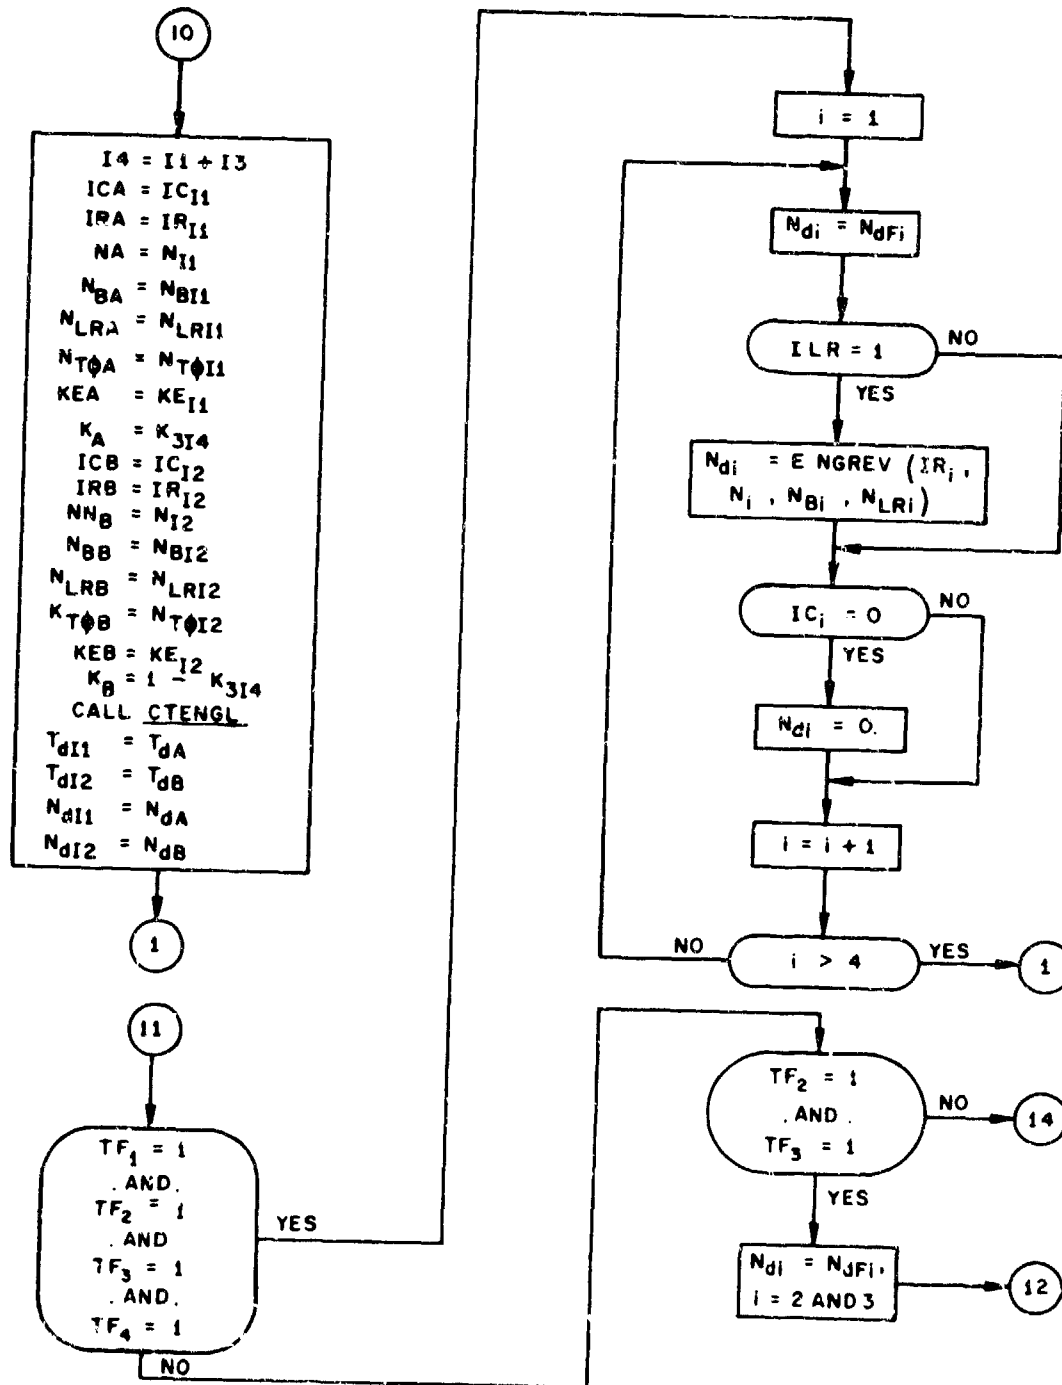 10
I4 = I1 + I3
ICA = IC_I1
IRA = IR_I1
NA = N_I1
N_BA = N_BI1
N_LRA = N_LRI1
N_TΦA = N_TΦI1
KEA = KE_I1
K_A = K_3I4
ICB = IC_I2
IRB = IR_I2
NN_B = N_I2
N_BB = N_BI2
N_LRB = N_LRI2
K_TΦB = N_TΦI2
KEB = KE_I2
K_B = 1 - K_3I4
CALL CTENGL
T_dI1 = T_dA
T_dI2 = T_dB
N_dI1 = N_dA
N_dI2 = N_dB
1
11
TF_1 = 1
.AND.
TF_2 = 1
.AND
TF_3 = 1
.AND.
TF_4 = 1
YES
NO
i = 1
N_di = N_dFi
ILR = 1
NO
YES
N_di = ENGREV (IR_i,
N_i, N_Bi, N_LRi)
IC_i = 0
NO
YES
N_di = 0.
i = i + 1
NO
i > 4
YES
1
TF_2 = 1
.AND.
TF_3 = 1
NO
14
YES
N_di = N_dFi,
i = 2 AND 3
12